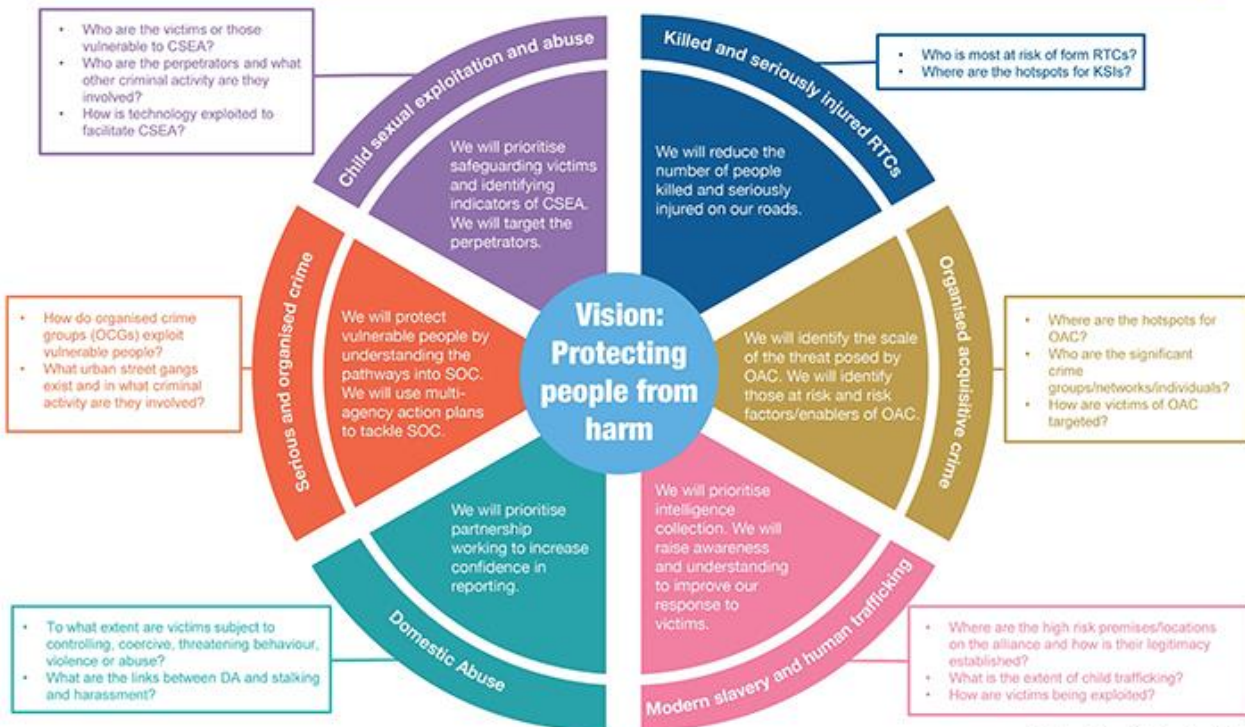 • Who are the victims or those
vulnerable to CSEA?
• Who are the perpetrators and what
other criminal activity are they
involved?
• How is technology exploited to
facilitate CSEA?
Child sexual exploitation and abuse
We will prioritise
safeguarding victims
and identifying
indicators of CSEA.
We will target the
perpetrators.
Killed and seriously injured RTCs
We will reduce the
number of people
killed and seriously
injured on our roads.
• Who is most at risk of form RTCs?
• Where are the hotspots for KSIs?
• How do organised crime
groups (OCGs) exploit
vulnerable people?
• What urban street gangs
exist and in what criminal
activity are they involved?
Serious and organised crime
We will protect
vulnerable people by
understanding the
pathways into SOC.
We will use multi-
agency action plans
to tackle SOC.
Vision:
Protecting
people from
harm
We will identify the scale
of the threat posed by
OAC. We will identify
those at risk and risk
factors/enablers of OAC.
Organised acquisitive crime
• Where are the hotspots for
OAC?
• Who are the significant
crime
groups/networks/individuals?
• How are victims of OAC
targeted?
We will prioritise
partnership
working to increase
confidence in
reporting.
Domestic Abuse
• To what extent are victims subject to
controlling, coercive, threatening behaviour,
violence or abuse?
• What are the links between DA and stalking
and harassment?
We will prioritise
intelligence
collection. We will
raise awareness
and understanding
to improve our
response to
victims.
Modern slavery and human trafficking
• Where are the high risk premises/locations
on the alliance and how is their legitimacy
established?
• What is the extent of child trafficking?
• How are victims being exploited?